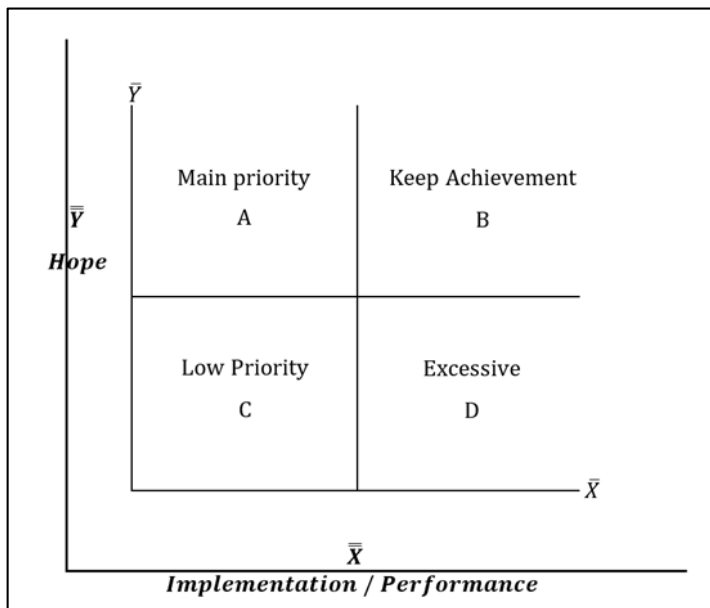 Ȳ
Main priority
Keep Achievement
A
B
Y̿
Hope
Low Priority
Excessive
C
D
X̄
X̿
Implementation / Performance